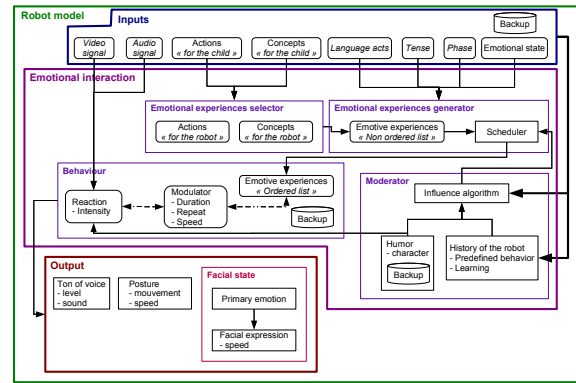 Robot model
Inputs
Backup
Video
signal
Audio
signal
Actions
« for the child »
Concepts
« for the child »
Language acts
Tense
Phase
Emotional state
Emotional interaction
Emotional experiences selector
Actions
« for the robot »
Concepts
« for the robot »
Emotional experiences generator
Emotive experiences
« Non ordered list »
Scheduler
Behaviour
Reaction
- Intensity
Modulator
- Duration
- Repeat
- Speed
Emotive experiences
« Ordered list »
Backup
Moderator
Influence algorithm
Humor
- character
Backup
History of the robot
- Predefined behavior
- Learning
Output
Ton of voice
- level
- sound
Posture
- mouvement
- speed
Facial state
Primary emotion
Facial expression
- speed